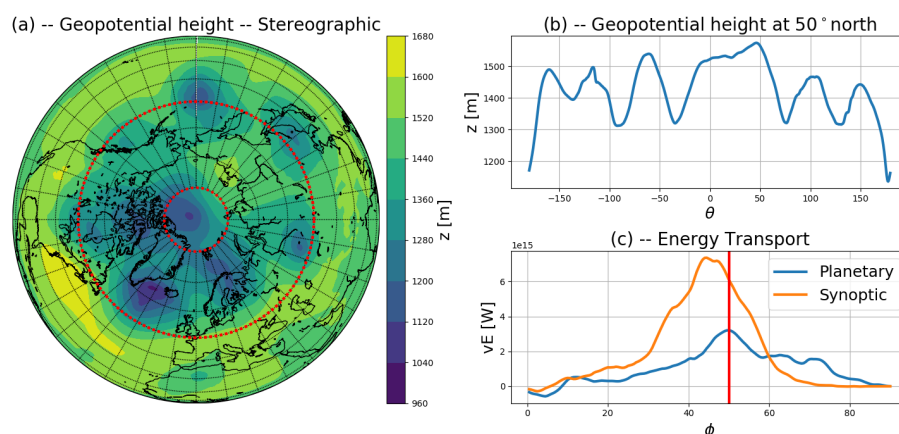 (a) -- Geopotential height -- Stereographic
1680
1600
1520
1440
1360
1280
1200
1120
1040
960
z [m]
(b) -- Geopotential height at 50°north
1500
1400
1300
1200
z [m]
−150 −100 −50 0 50 100 150
θ
(c) -- Energy Transport
1e15
6
4
2
0
vE [W]
Planetary
Synoptic
0 20 40 60 80
ϕ